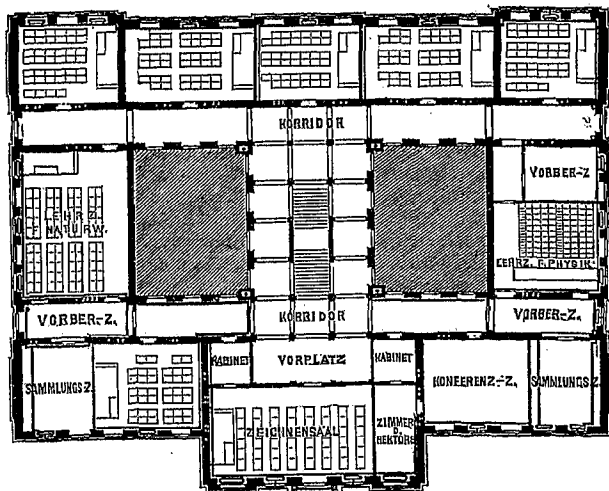 KORRIDOR
VORBER-Z.
LEHRZ.
F. NATURW.
LEHRZ. F. PHYSIK.
VORBER-Z.
KORRIDOR
VORBER-Z.
KABINET
VORPLATZ
KABINET
SAMMLUNGS Z.
KONFERENZ-Z.
SAMMLUNGS Z.
ZEICHNENSAAL
ZIMMER
D.
REKTORS